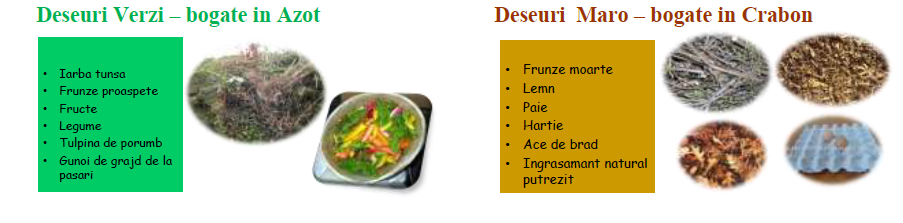 Deseuri Verzi – bogate in Azot
• Iarba tunsa
• Frunze proaspete
• Fructe
• Legume
• Tulpina de porumb
• Gunoi de grajd de la
pasari
Deseuri Maro – bogate in Crabon
• Frunze moarte
• Lemn
• Paie
• Hartie
• Ace de brad
• Ingrasamant natural
putrezit